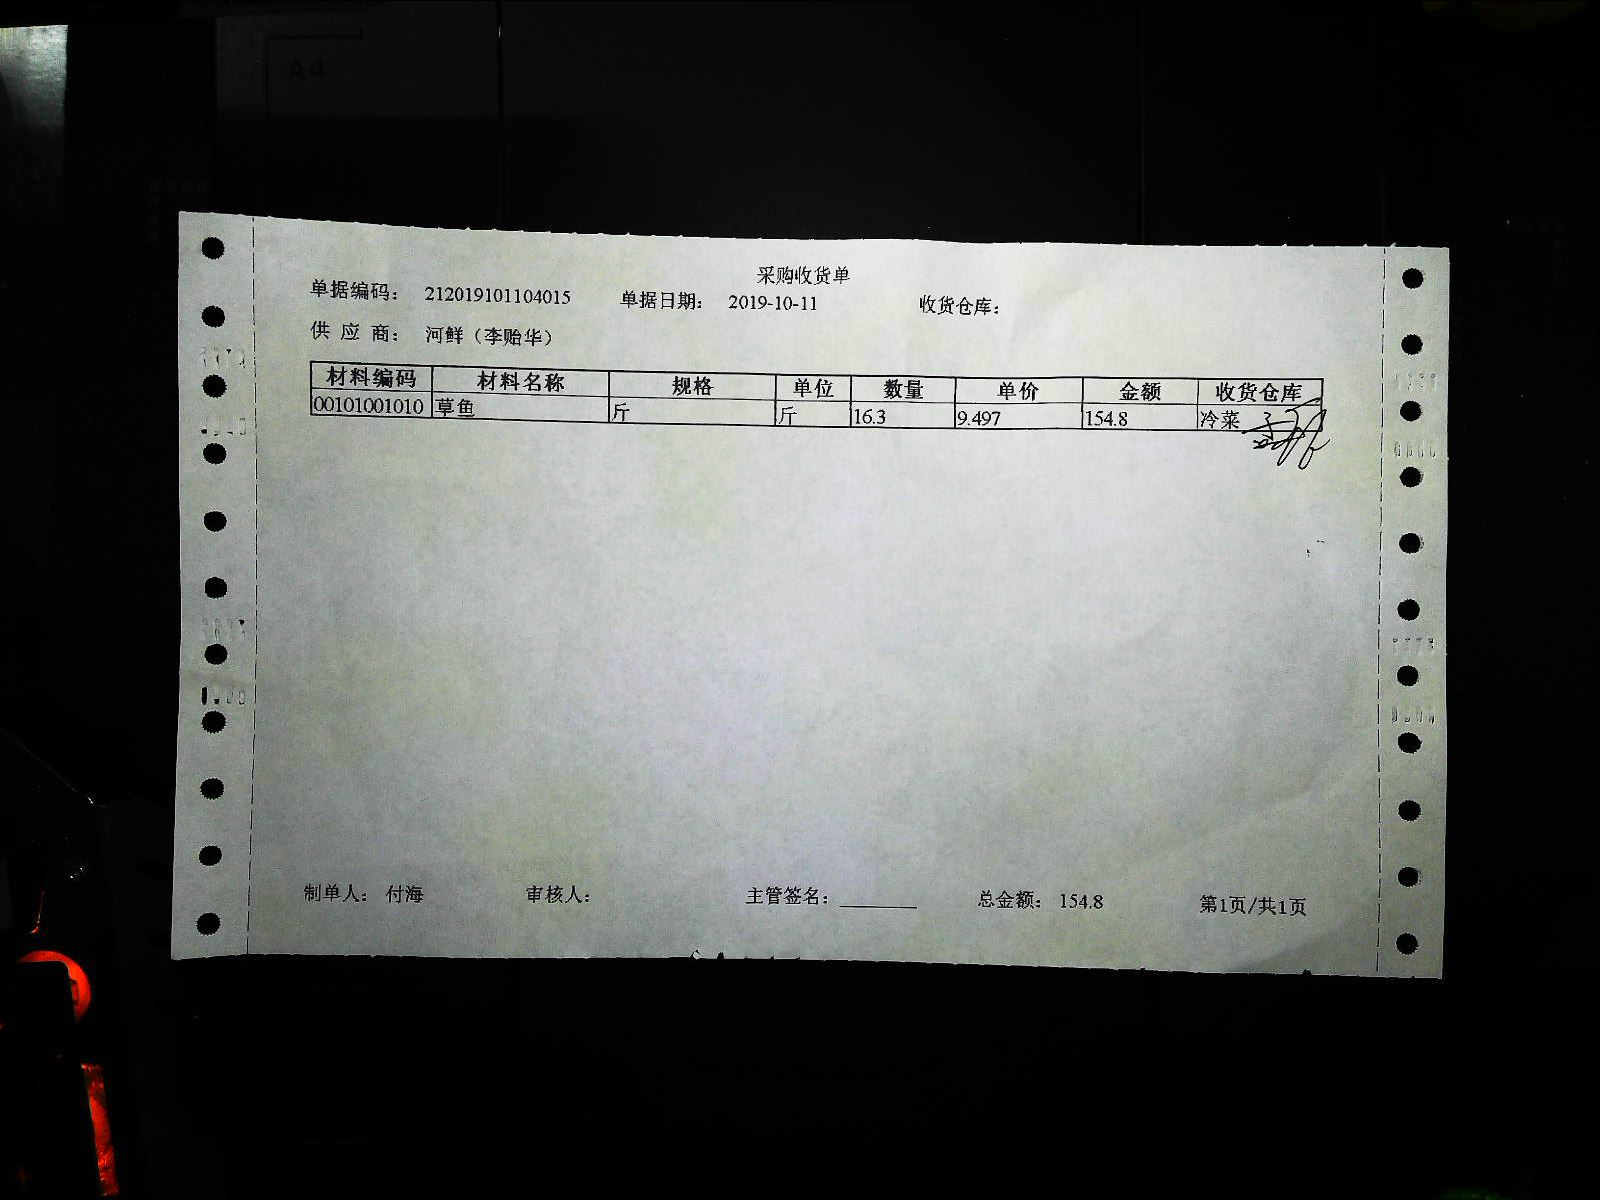 A4
采购收货单
单据编码： 212019101104015 单据日期： 2019-10-11 收货仓库：
供 应 商： 河鲜（李贻华）
材料编码 材料名称 规格 单位 数量 单价 金额 收货仓库
00101001010 草鱼 斤 斤 16.3 9.497 154.8 冷菜
制单人： 付海 审核人： 主管签名：______ 总金额： 154.8 第1页/共1页